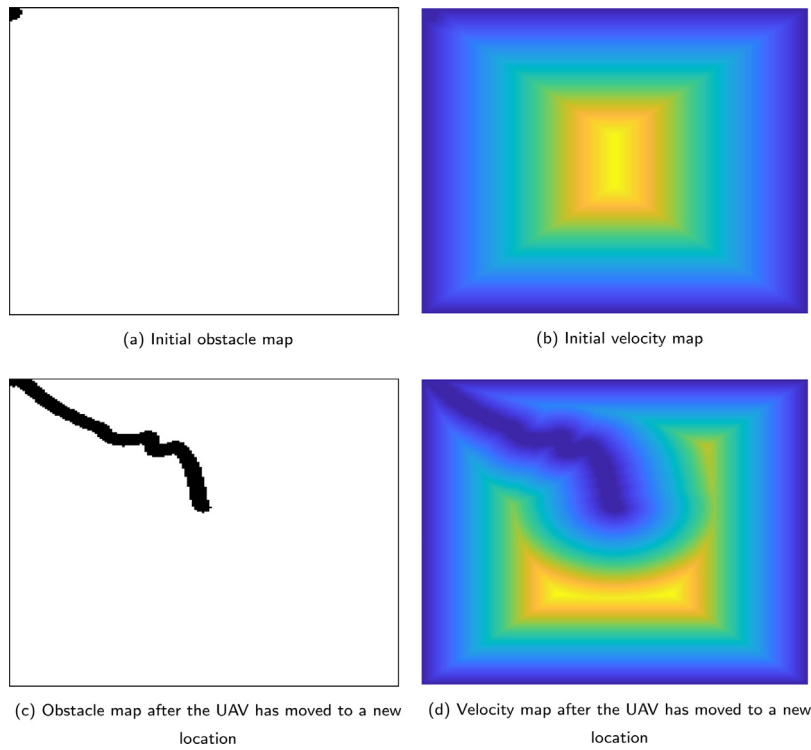 (a) Initial obstacle map
(b) Initial velocity map
(c) Obstacle map after the UAV has moved to a new
location
(d) Velocity map after the UAV has moved to a new
location